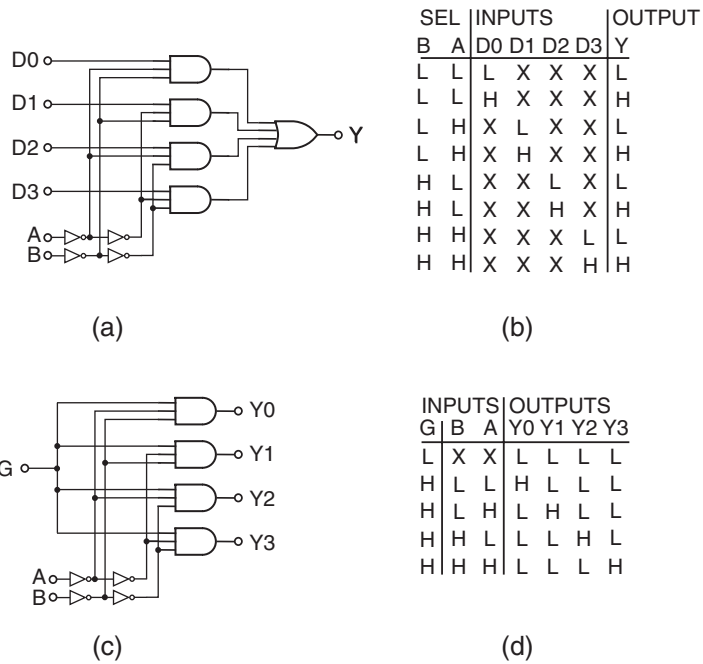 D0
D1
D2
D3
A
B
Y
(a)
SEL INPUTS OUTPUT
B A D0 D1 D2 D3 Y
L L L X X X L
L L H X X X H
L H X L X X L
L H X H X X H
H L X X L X L
H L X X H X H
H H X X X L L
H H X X X H H
(b)
G
A
B
Y0
Y1
Y2
Y3
(c)
INPUTS OUTPUTS
G B A Y0 Y1 Y2 Y3
L X X L L L L
H L L H L L L
H L H L H L L
H H L L L H L
H H H L L L H
(d)